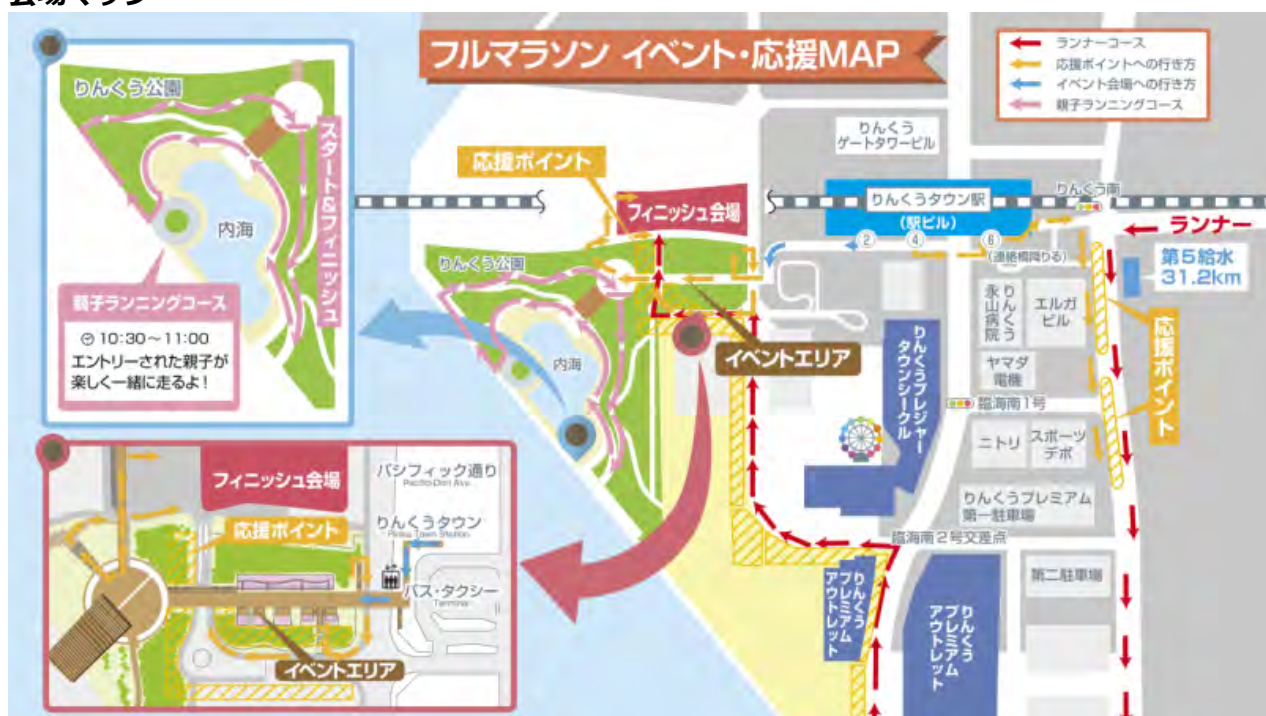 会場マップ
フルマラソン イベント・応援MAP
ランナーコース
応援ポイントへの行き方
イベント会場への行き方
親子ランニングコース
りんくう公園
スタート&フィニッシュ
内海
親子ランニングコース
10:30～11:00
エントリーされた親子が
楽しく一緒に走るよ!
応援ポイント
フィニッシュ会場
りんくう公園
内海
イベントエリア
りんくう
ゲートタワービル
りんくうタウン駅
(駅ビル)
② ④ ⑥
(連絡橋降りる)
りんくう南
ランナー
第5給水
31.2km
応援ポイント
りんくう
永山病院
エルガ
ビル
ヤマダ
電機
臨海南1号
ニトリ
スポーツ
デポ
りんくうプレジャー
タウンシークル
りんくうプレミアム
第一駐車場
臨海南2号交差点
第二駐車場
りんくう
プレミアム
アウトレット
りんくう
プレミアム
アウトレット
フィニッシュ会場
パシフィック通り
応援ポイント
りんくうタウン
バス・タクシー
Terminal
イベントエリア